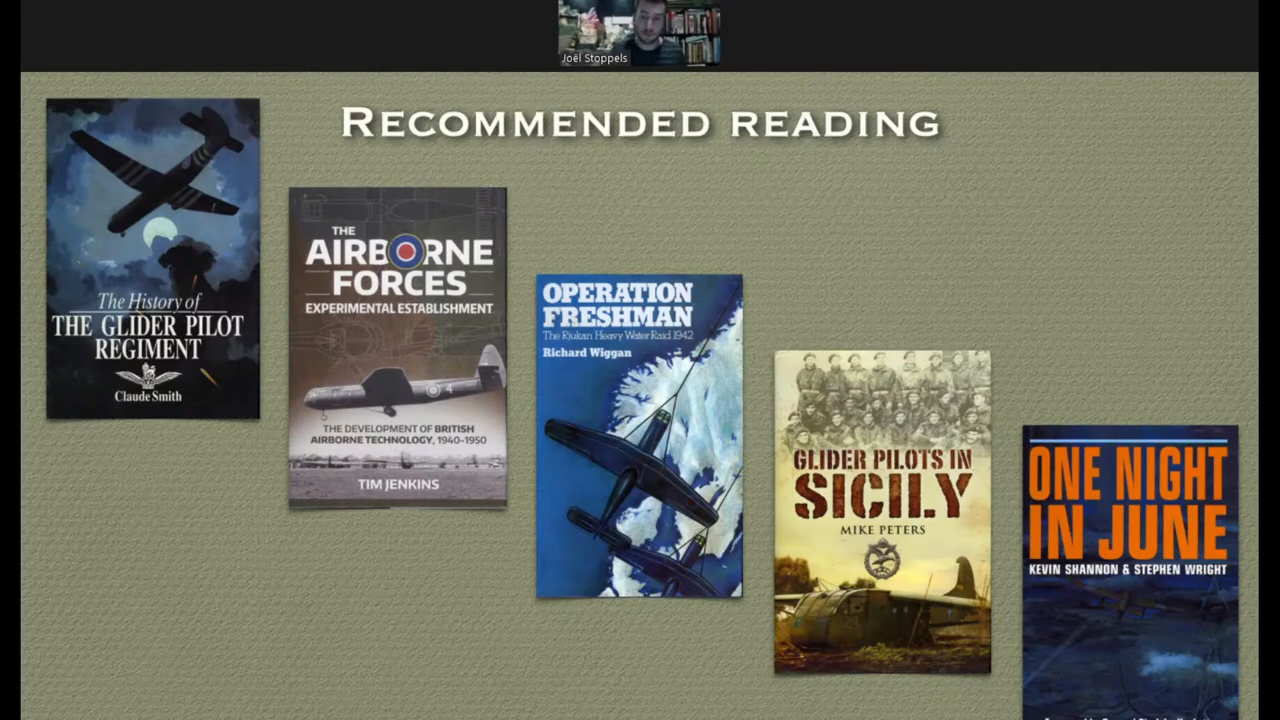 Joël Stoppels
RECOMMENDED READING
The History of
THE GLIDER PILOT
REGIMENT
Claude Smith
THE
AIRBORNE
FORCES
EXPERIMENTAL ESTABLISHMENT
4
THE DEVELOPMENT OF BRITISH
AIRBORNE TECHNOLOGY, 1940-1950
TIM JENKINS
OPERATION
FRESHMAN
The Rjukan Heavy Water Raid 1942
Richard Wiggan
GLIDER PILOTS IN
SICILY
MIKE PETERS
ONE NIGHT
IN JUNE
KEVIN SHANNON & STEPHEN WRIGHT